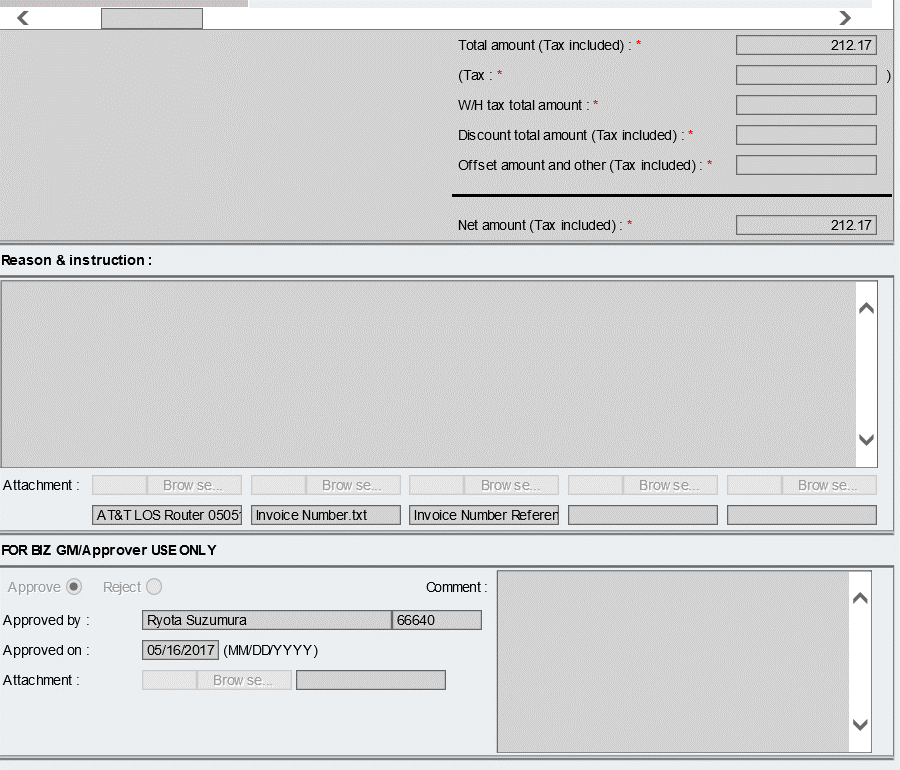 Total amount (Tax included) : * 212.17
(Tax : * )
W/H tax total amount : *
Discount total amount (Tax included) : *
Offset amount and other (Tax included) : *
Net amount (Tax included) : * 212.17
Reason & instruction :
Attachment : Browse... Browse... Browse... Browse... Browse...
AT&T LOS Router 0505 Invoice Number.txt Invoice Number Referen
FOR BIZ GM/Approver USE ONLY
Approve Reject Comment :
Approved by : Ryota Suzumura 66640
Approved on : 05/16/2017 (MM/DD/YYYY)
Attachment : Browse...